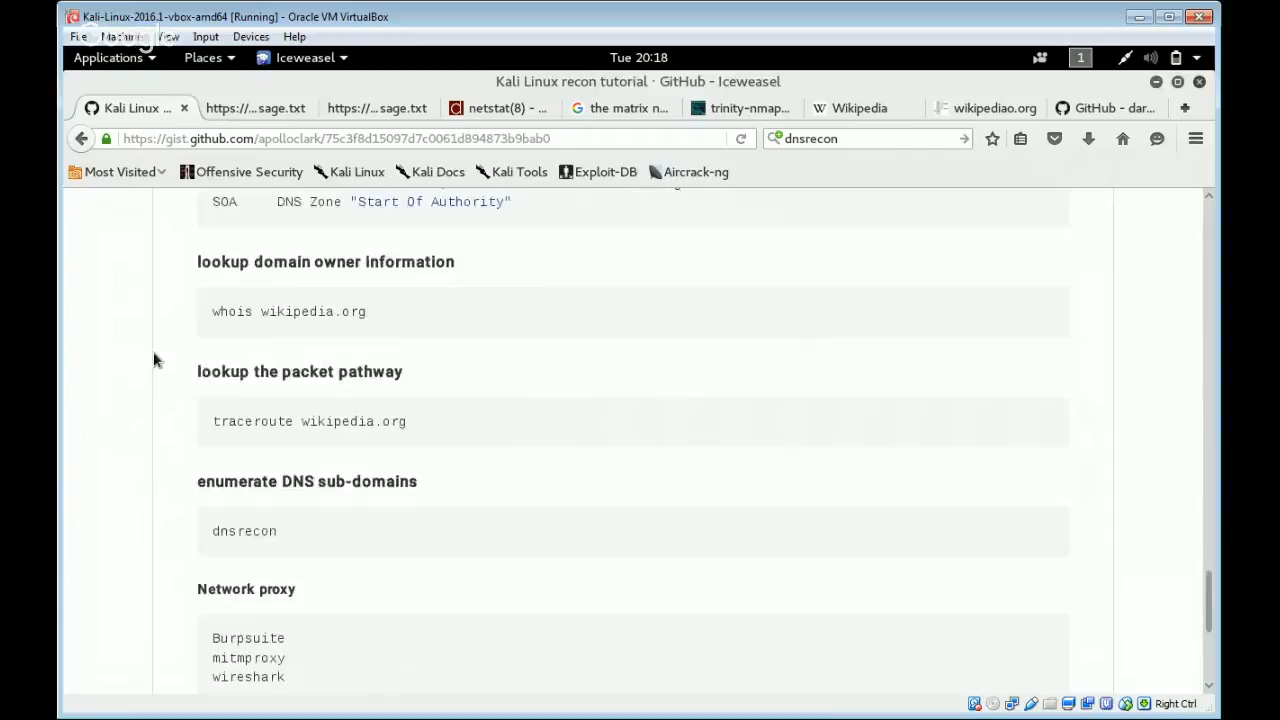 Kali-Linux-2016.1-vbox-amd64 [Running] - Oracle VM VirtualBox
File Machine View Input Devices Help
Google
Applications Places Iceweasel Tue 20:18 1
Kali Linux recon tutorial · GitHub - Iceweasel
Kali Linux ... https://...sage.txt https://...sage.txt netstat(8) - ... the matrix n... trinity-nmap... Wikipedia wikipediao.org GitHub - dar...
https://gist.github.com/apolloclark/75c3f8d15097d7c0061d894873b9bab0 dnsrecon
Most Visited Offensive Security Kali Linux Kali Docs Kali Tools Exploit-DB Aircrack-ng
SOA DNS Zone "Start Of Authority"
lookup domain owner information
whois wikipedia.org
lookup the packet pathway
traceroute wikipedia.org
enumerate DNS sub-domains
dnsrecon
Network proxy
Burpsuite
mitmproxy
wireshark
Right Ctrl